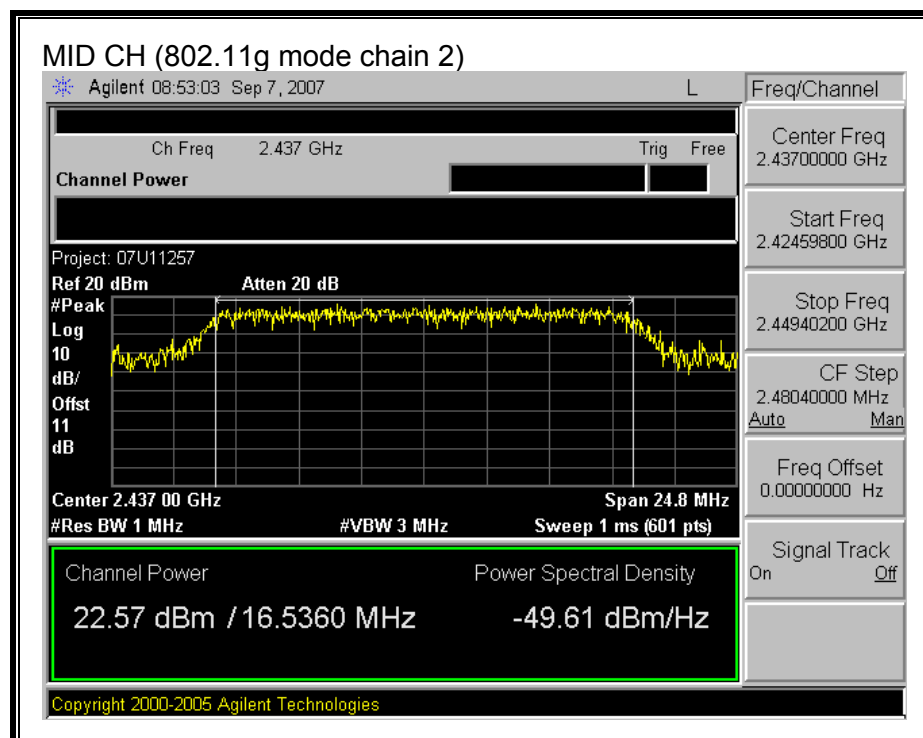 MID CH (802.11g mode chain 2)
Agilent 08:53:03 Sep 7, 2007 L
Freq/Channel
Ch Freq 2.437 GHz Trig Free
Channel Power
Center Freq
2.43700000 GHz
Start Freq
2.42459800 GHz
Stop Freq
2.44940200 GHz
CF Step
2.48040000 MHz
Auto Man
Freq Offset
0.00000000 Hz
Signal Track
On Off
Project: 07U11257
Ref 20 dBm Atten 20 dB
#Peak
Log
10
dB/
Offst
11
dB
Center 2.437 00 GHz Span 24.8 MHz
#Res BW 1 MHz #VBW 3 MHz Sweep 1 ms (601 pts)
Channel Power Power Spectral Density
22.57 dBm / 16.5360 MHz -49.61 dBm/Hz
Copyright 2000-2005 Agilent Technologies